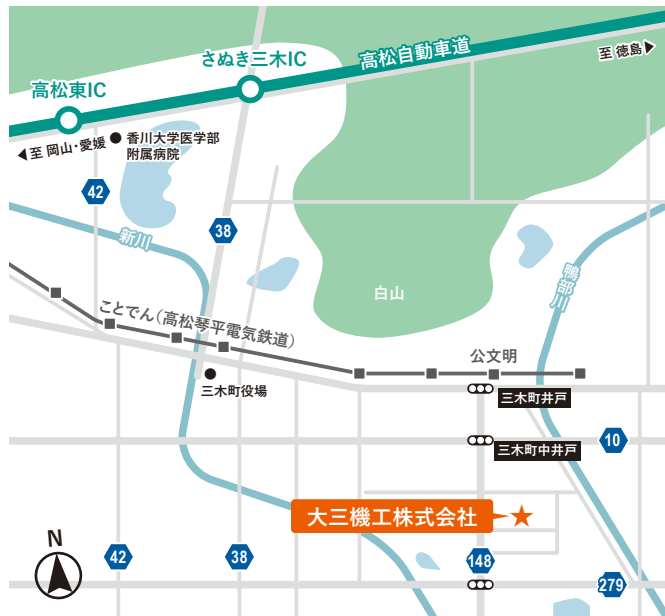 さぬき三木IC
高松自動車道
至 徳島▶
高松東IC
◀至 岡山・愛媛
香川大学医学部
附属病院
42
38
新川
鴨部川
白山
ことでん（高松琴平電気鉄道）
公文明
三木町役場
三木町井戸
三木町中井戸
10
大三機工株式会社
N
42
38
148
279